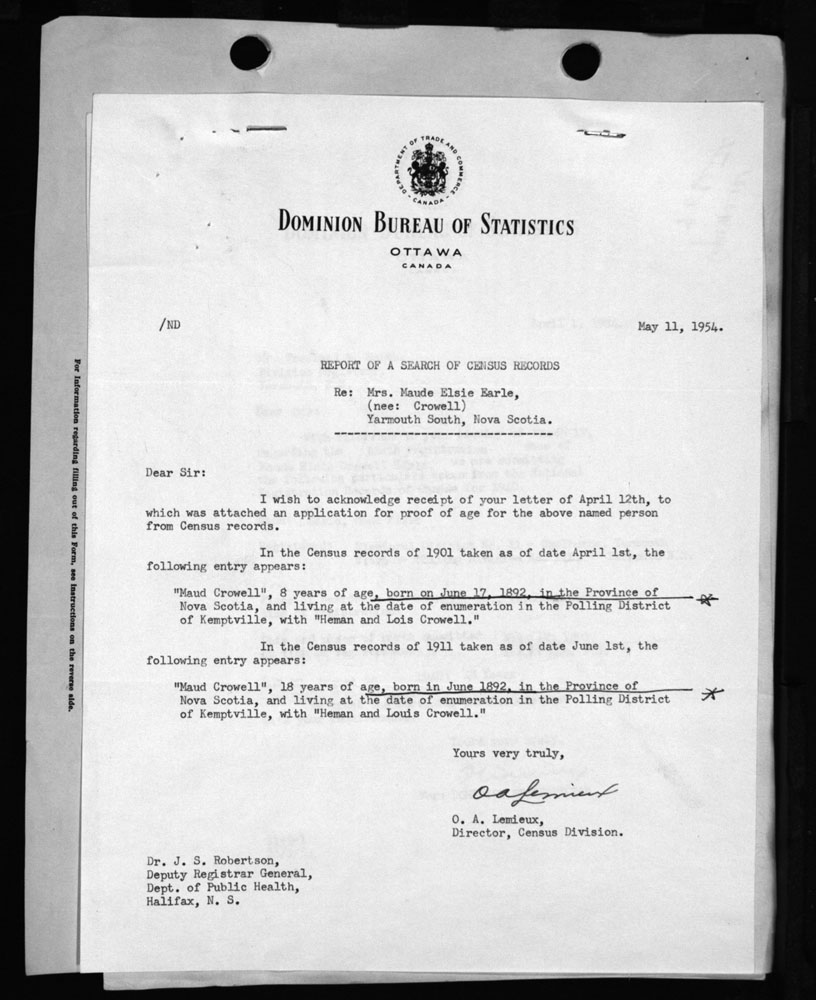 DEPARTMENT OF TRADE AND COMMERCE
- CANADA -
DOMINION BUREAU OF STATISTICS
OTTAWA
CANADA
/ND
May 11, 1954.
REPORT OF A SEARCH OF CENSUS RECORDS
Re: Mrs. Maude Elsie Earle,
(nee: Crowell)
Yarmouth South, Nova Scotia.
Dear Sir:
I wish to acknowledge receipt of your letter of April 12th, to
which was attached an application for proof of age for the above named person
from Census records.
In the Census records of 1901 taken as of date April 1st, the
following entry appears:
"Maud Crowell", 8 years of age, born on June 17, 1892, in the Province of
Nova Scotia, and living at the date of enumeration in the Polling District
of Kemptville, with "Heman and Lois Crowell."
In the Census records of 1911 taken as of date June 1st, the
following entry appears:
"Maud Crowell", 18 years of age, born in June 1892, in the Province of
Nova Scotia, and living at the date of enumeration in the Polling District
of Kemptville, with "Heman and Louis Crowell."
Yours very truly,
O A Lemieux
O. A. Lemieux,
Director, Census Division.
Dr. J. S. Robertson,
Deputy Registrar General,
Dept. of Public Health,
Halifax, N. S.
For information regarding filling out of this Form, see instructions on the reverse side.